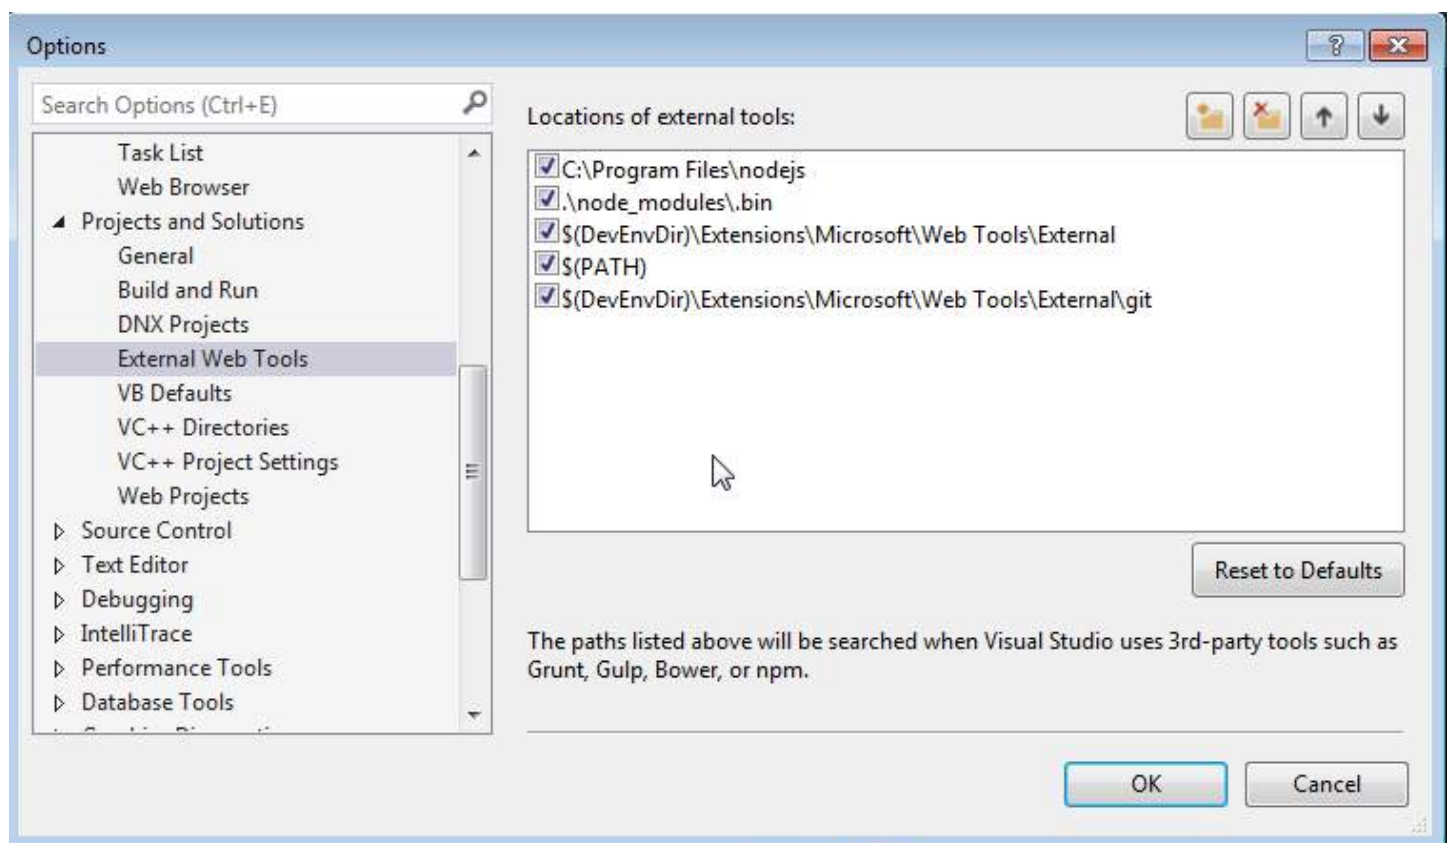 Options
Search Options (Ctrl+E)
Task List
Web Browser
Projects and Solutions
General
Build and Run
DNX Projects
External Web Tools
VB Defaults
VC++ Directories
VC++ Project Settings
Web Projects
Source Control
Text Editor
Debugging
IntelliTrace
Performance Tools
Database Tools
Locations of external tools:
C:\Program Files\nodejs
.\node_modules\.bin
$(DevEnvDir)\Extensions\Microsoft\Web Tools\External
$(PATH)
$(DevEnvDir)\Extensions\Microsoft\Web Tools\External\git
Reset to Defaults
The paths listed above will be searched when Visual Studio uses 3rd-party tools such as
Grunt, Gulp, Bower, or npm.
OK
Cancel